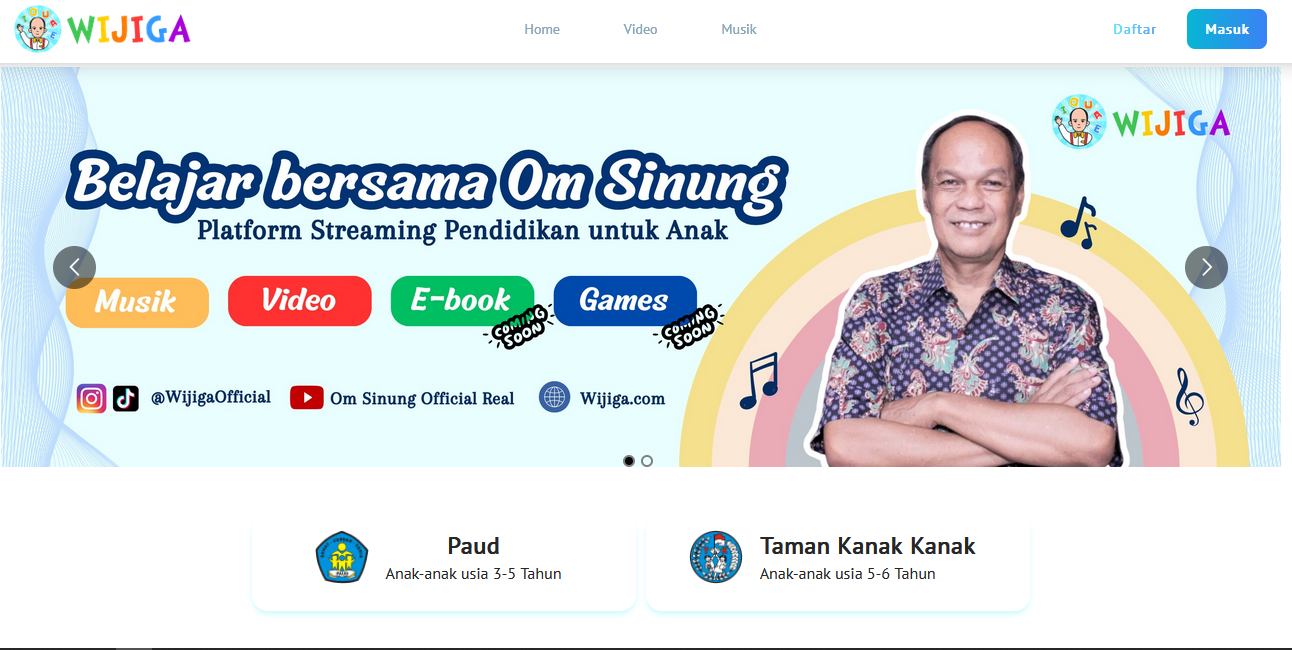 WIJIGA
Home
Video
Musik
Daftar
Masuk
WIJIGA
Belajar bersama Om Sinung
Platform Streaming Pendidikan untuk Anak
Musik
Video
E-book
COMING SOON
Games
COMING SOON
@WijigaOfficial
Om Sinung Official Real
Wijiga.com
Paud
Anak-anak usia 3-5 Tahun
Taman Kanak Kanak
Anak-anak usia 5-6 Tahun